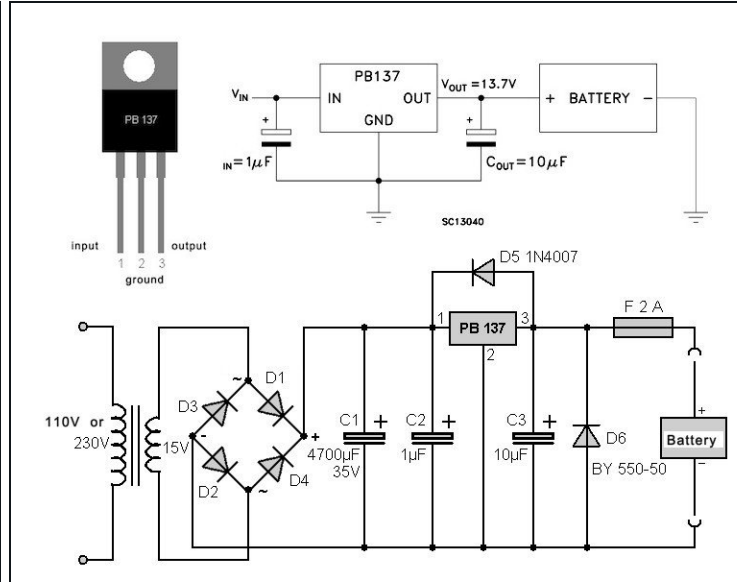 PB 137
input
output
1 2 3
ground
PB137
V_IN
IN
OUT
GND
V_OUT =13.7V
+
+
+ BATTERY -
IN=1μF
C_OUT=10μF
SC13040
D5 1N4007
1
PB 137
3
2
F 2 A
110V or
230V
15V
~
D3
D1
-
+
D2
D4
~
C1
+
4700μF
35V
C2
+
1μF
C3
+
10μF
D6
BY 550-50
+
Battery
-